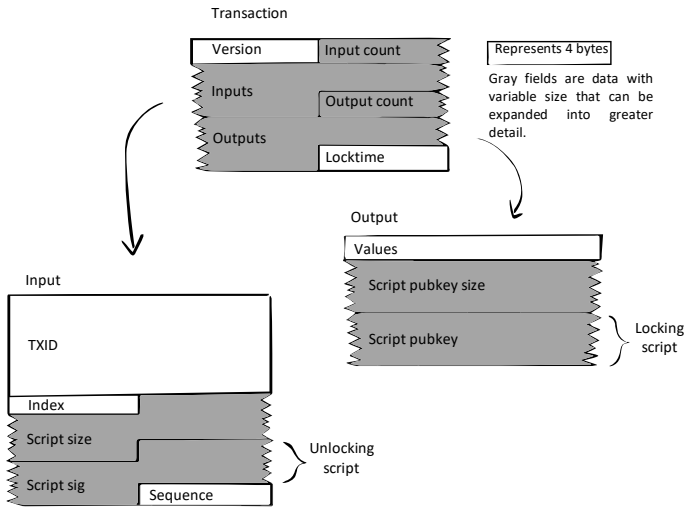 Transaction
Version
Input count
Inputs
Output count
Outputs
Locktime
Represents 4 bytes
Gray fields are data with
variable size that can be
expanded into greater
detail.
Output
Values
Script pubkey size
Script pubkey
Locking
script
Input
TXID
Index
Script size
Script sig
Sequence
Unlocking
script